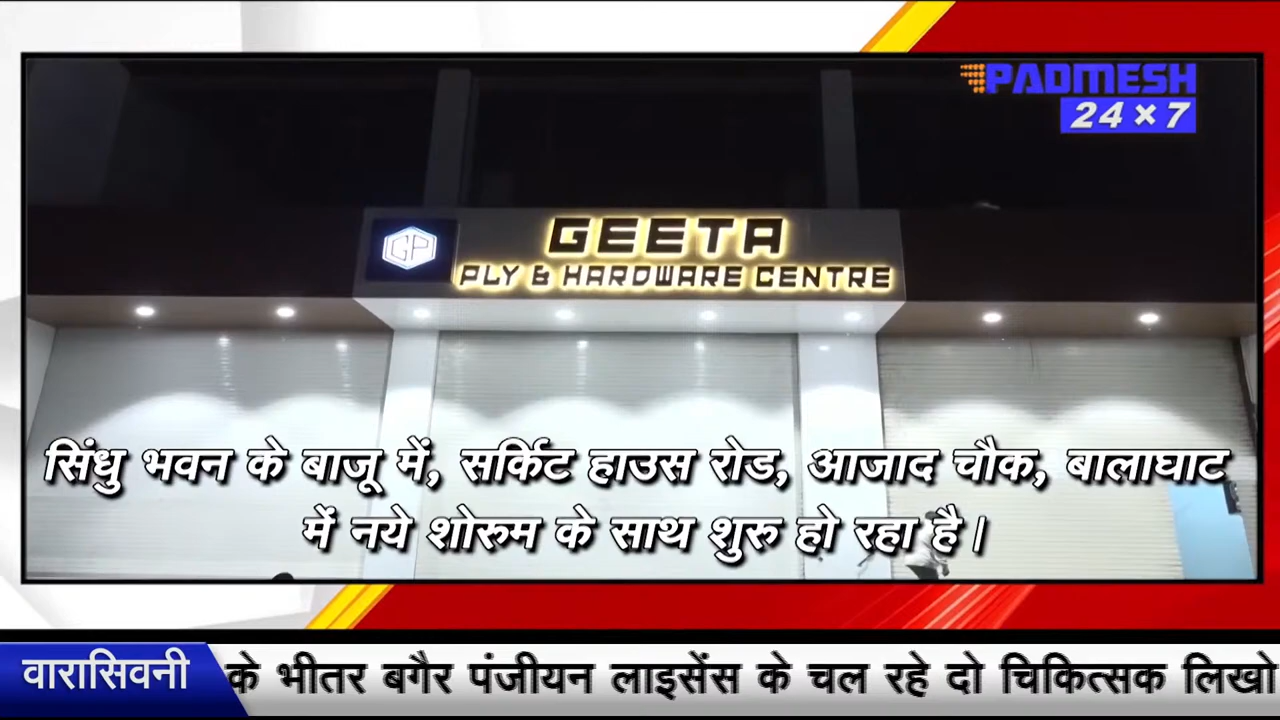 PADMESH
24×7
GP
GEETA
PLY & HARDWARE CENTRE
सिंधु भवन के बाजू में, सर्किट हाउस रोड, आजाद चौक, बालाघाट
में नये शोरूम के साथ शुरु हो रहा है।
वारासिवनी के भीतर बगैर पंजीयन लाइसेंस के चल रहे दो चिकित्सक लिखो